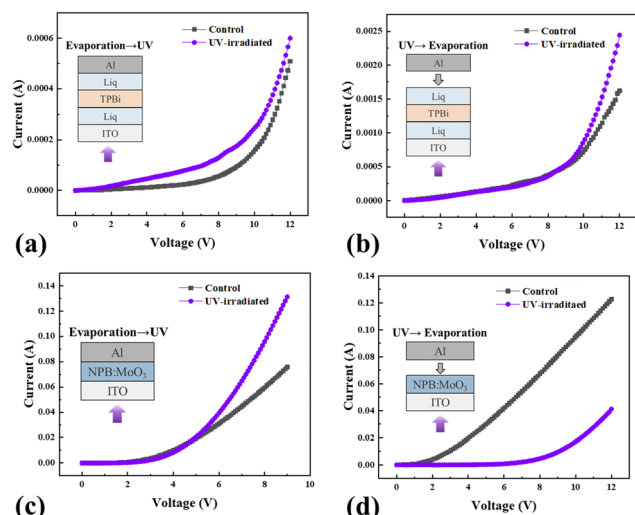 0.0006
0.0004
0.0002
0.0000
Current (A)
Evaporation→UV
Control
UV-irradiated
Al
Liq
TPBi
Liq
ITO
0 2 4 6 8 10 12
(a)
Voltage (V)
0.0025
0.0020
0.0015
0.0010
0.0005
0.0000
Current (A)
Control
UV-irradiated
UV→ Evaporation
Al
Liq
TPBi
Liq
ITO
0 2 4 6 8 10 12
(b)
Voltage (V)
0.14
0.12
0.10
0.08
0.06
0.04
0.02
0.00
Current (A)
Control
UV-irradiated
Evaporation→UV
Al
NPB:MoO3
ITO
0 2 4 6 8 10
(c)
Voltage (V)
0.14
0.12
0.10
0.08
0.06
0.04
0.02
0.00
Current (A)
Control
UV-irraditaed
UV→ Evaporation
Al
NPB:MoO3
ITO
0 2 4 6 8 10 12
(d)
Voltage (V)